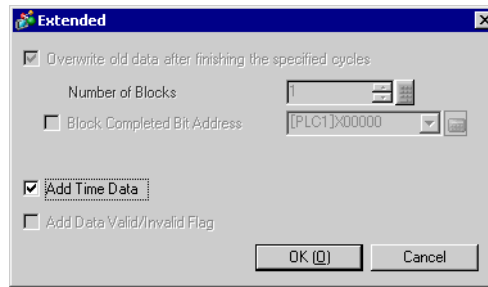 Extended
Overwrite old data after finishing the specified cycles
Number of Blocks 1
Block Completed Bit Address [PLC1]X00000
Add Time Data
Add Data Valid/Invalid Flag
OK (O) Cancel